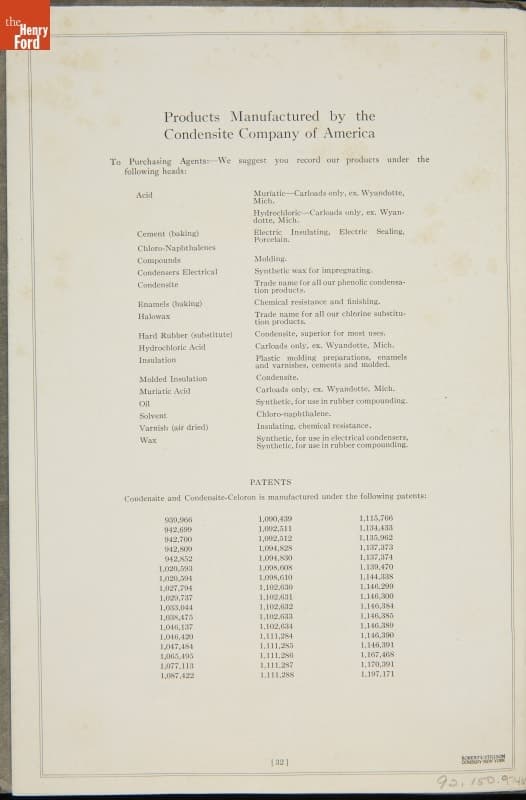 the
Henry
Ford
Products Manufactured by the
Condensite Company of America
To Purchasing Agents:—We suggest you record our products under the
following heads:
Acid Muriatic—Carloads only, ex. Wyandotte,
Mich.
Hydrochloric—Carloads only, ex. Wyan-
dotte, Mich.
Cement (baking) Electric Insulating, Electric Sealing,
Porcelain.
Chloro-Naphthalenes
Compounds Molding.
Condensers Electrical Synthetic wax for impregnating.
Condensite Trade name for all our phenolic condensa-
tion products.
Enamels (baking) Chemical resistance and finishing.
Halowax Trade name for all our chlorine substitu-
tion products.
Hard Rubber (substitute) Condensite, superior for most uses.
Hydrochloric Acid Carloads only, ex. Wyandotte, Mich.
Insulation Plastic molding preparations, enamels
and varnishes, cements and molded.
Molded Insulation Condensite.
Muriatic Acid Carloads only, ex. Wyandotte, Mich.
Oil Synthetic, for use in rubber compounding.
Solvent Chloro-naphthalene.
Varnish (air dried) Insulating, chemical resistance.
Wax Synthetic, for use in electrical condensers,
Synthetic, for use in rubber compounding.
PATENTS
Condensite and Condensite-Celoron is manufactured under the following patents:
939,966 1,090,439 1,115,766
942,699 1,092,511 1,134,433
942,700 1,092,512 1,135,962
942,809 1,094,828 1,137,373
942,852 1,094,830 1,137,374
1,020,593 1,098,608 1,139,470
1,020,594 1,098,610 1,144,338
1,027,794 1,102,630 1,146,299
1,029,737 1,102,631 1,146,300
1,033,044 1,102,632 1,146,384
1,038,475 1,102,633 1,146,385
1,046,137 1,102,634 1,146,389
1,046,420 1,111,284 1,146,390
1,047,484 1,111,285 1,146,391
1,065,495 1,111,286 1,167,468
1,077,113 1,111,287 1,170,391
1,087,422 1,111,288 1,197,171
[32]
COMPANY NEW YORK